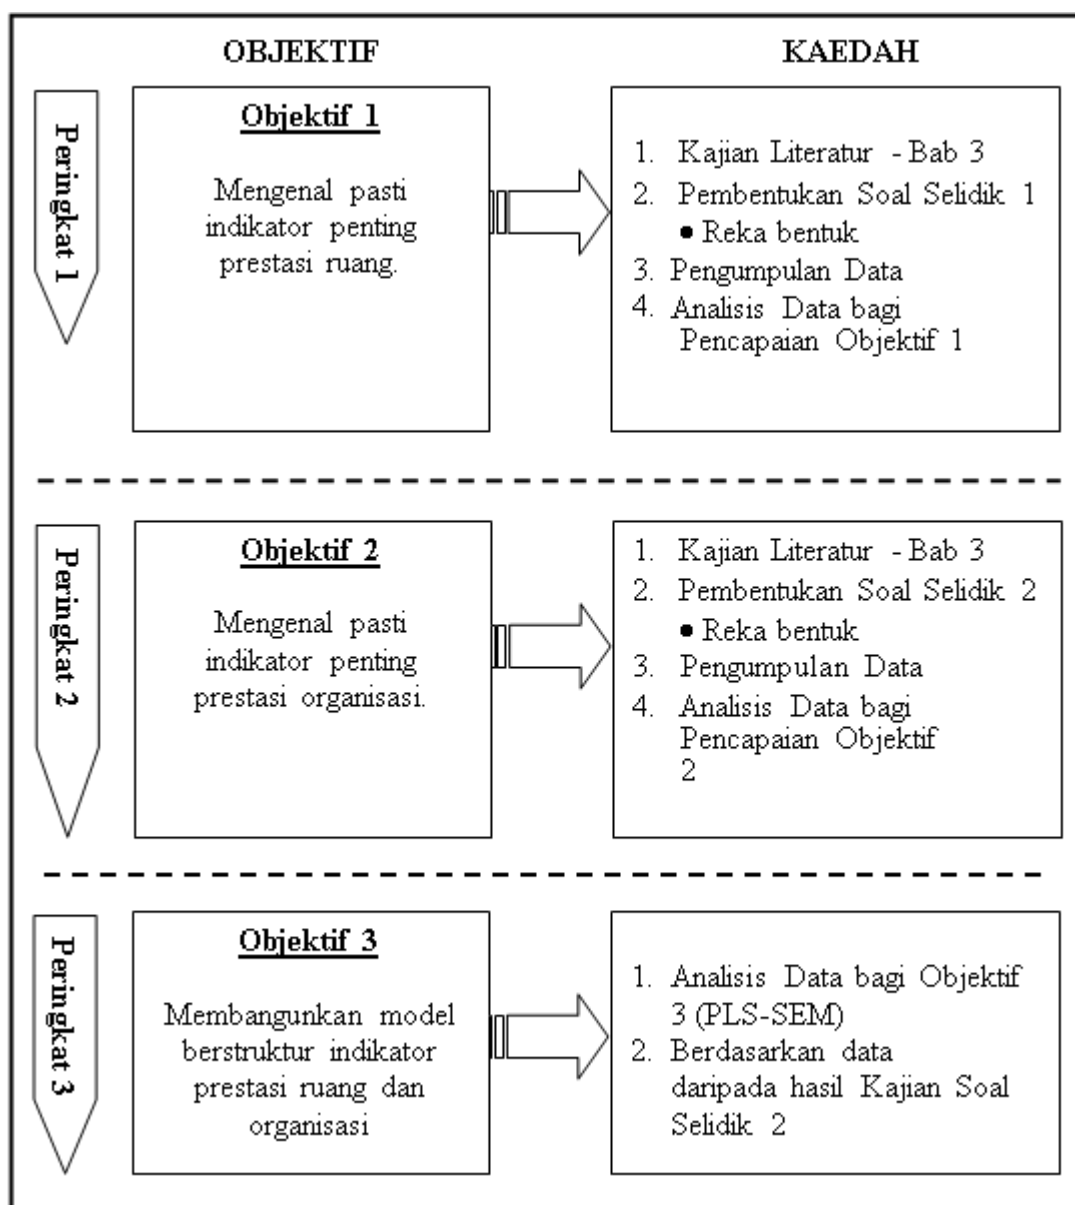 OBJEKTIF
KAEDAH
Peringkat 1
Objektif 1
Mengenal pasti
indikator penting
prestasi ruang.
1. Kajian Literatur - Bab 3
2. Pembentukan Soal Selidik 1
• Reka bentuk
3. Pengumpulan Data
4. Analisis Data bagi
Pencapaian Objektif 1
Peringkat 2
Objektif 2
Mengenal pasti
indikator penting
prestasi organisasi.
1. Kajian Literatur - Bab 3
2. Pembentukan Soal Selidik 2
• Reka bentuk
3. Pengumpulan Data
4. Analisis Data bagi
Pencapaian Objektif
2
Peringkat 3
Objektif 3
Membangunkan model
berstruktur indikator
prestasi ruang dan
organisasi
1. Analisis Data bagi Objektif
3 (PLS-SEM)
2. Berdasarkan data
daripada hasil Kajian Soal
Selidik 2